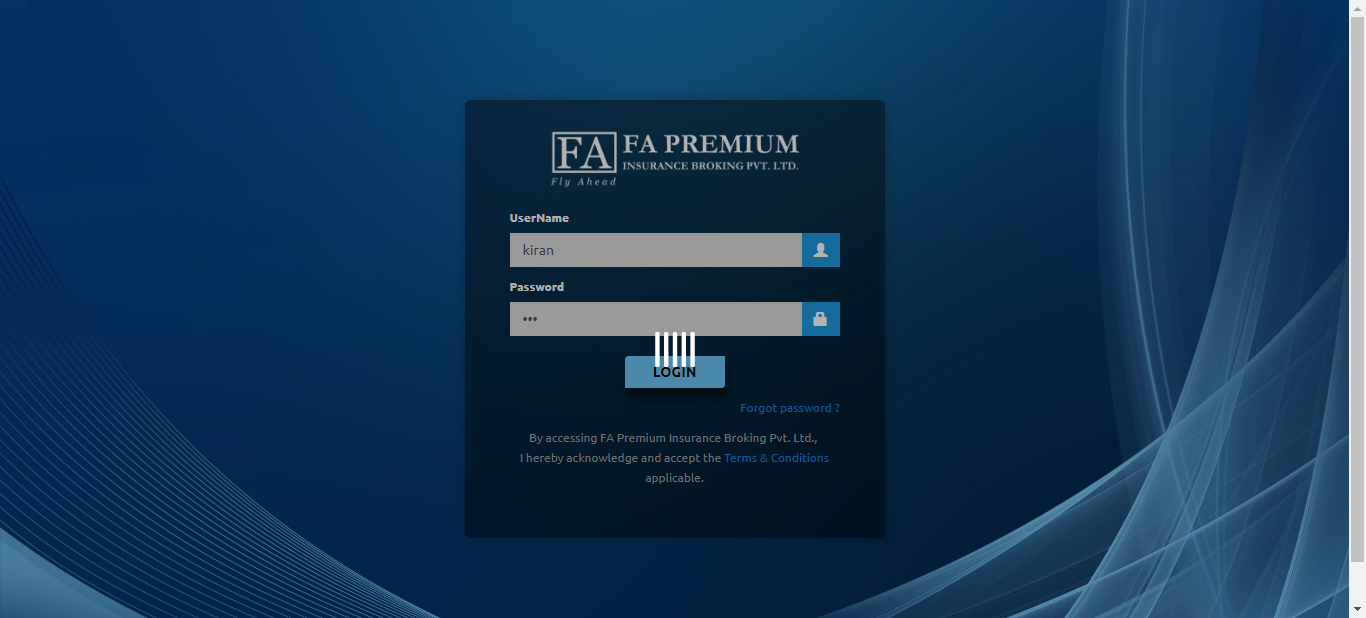 FA FA PREMIUM
INSURANCE BROKING PVT. LTD.
Fly Ahead
UserName
kiran
Password
•••
LOGIN
Forgot password ?
By accessing FA Premium Insurance Broking Pvt. Ltd.,
I hereby acknowledge and accept the Terms & Conditions
applicable.